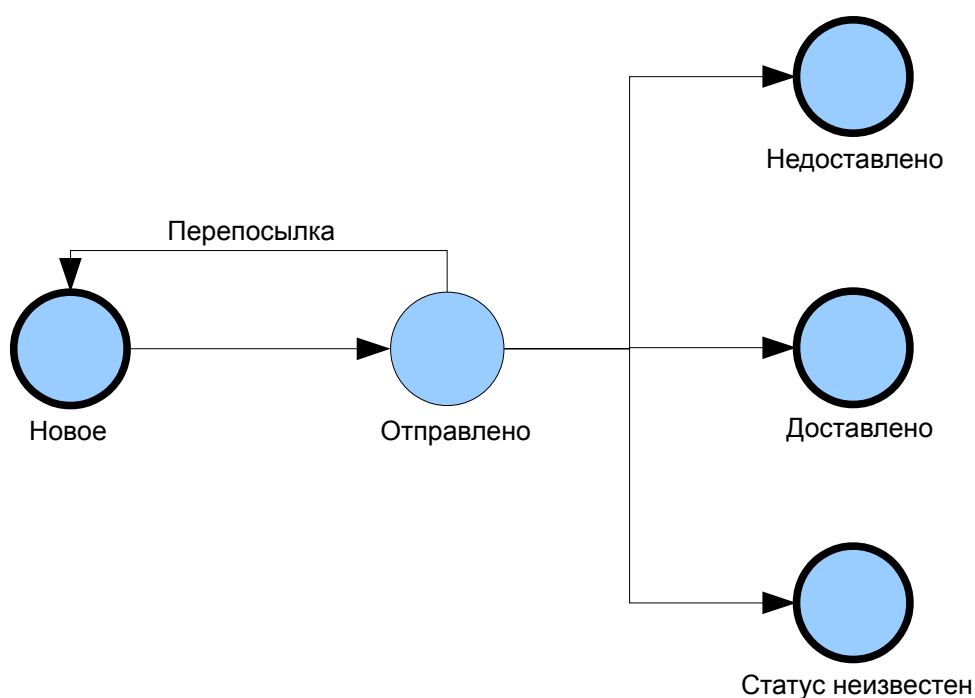 Недоставлено
Перепосылка
Новое
Отправлено
Доставлено
Статус неизвестен